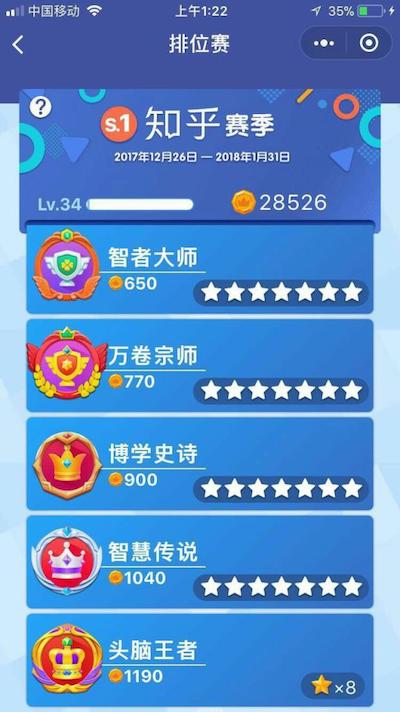 中国移动 上午1:22 35%
排位赛
?
S.1 知乎赛季
2017年12月26日 — 2018年1月31日
Lv.34 28526
智者大师
650
万卷宗师
770
博学史诗
900
智慧传说
1040
头脑王者
1190
×8